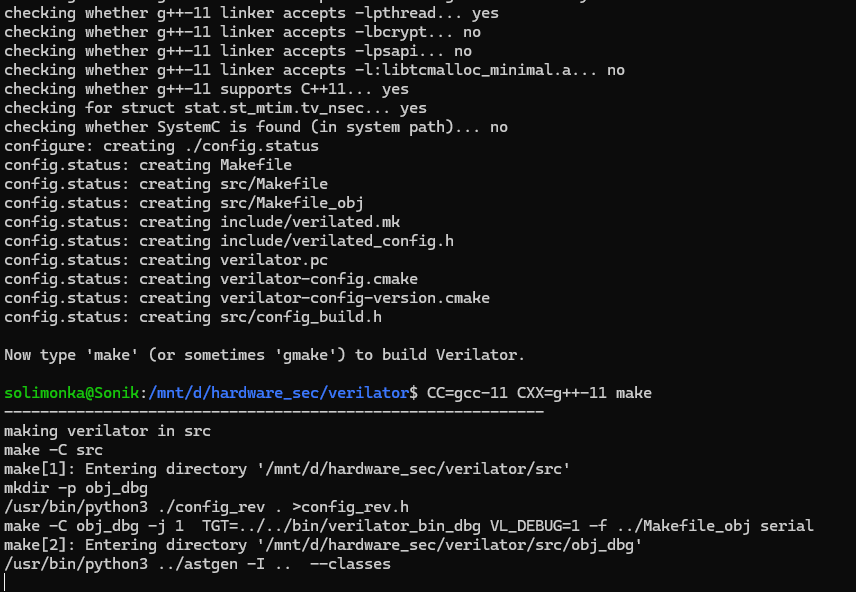 checking whether g++-11 linker accepts -lpthread... yes
checking whether g++-11 linker accepts -lbcrypt... no
checking whether g++-11 linker accepts -lpsapi... no
checking whether g++-11 linker accepts -l:libtcmalloc_minimal.a... no
checking whether g++-11 supports C++11... yes
checking for struct stat.st_mtim.tv_nsec... yes
checking whether SystemC is found (in system path)... no
configure: creating ./config.status
config.status: creating Makefile
config.status: creating src/Makefile
config.status: creating src/Makefile_obj
config.status: creating include/verilated.mk
config.status: creating include/verilated_config.h
config.status: creating verilator.pc
config.status: creating verilator-config.cmake
config.status: creating verilator-config-version.cmake
config.status: creating src/config_build.h
Now type 'make' (or sometimes 'gmake') to build Verilator.
solimonka@Sonik:/mnt/d/hardware_sec/verilator$ CC=gcc-11 CXX=g++-11 make
------------------------------------------------------------
making verilator in src
make -C src
make[1]: Entering directory '/mnt/d/hardware_sec/verilator/src'
mkdir -p obj_dbg
/usr/bin/python3 ./config_rev . >config_rev.h
make -C obj_dbg -j 1  TGT=../../bin/verilator_bin_dbg VL_DEBUG=1 -f ../Makefile_obj serial
make[2]: Entering directory '/mnt/d/hardware_sec/verilator/src/obj_dbg'
/usr/bin/python3 ../astgen -I ..  --classes